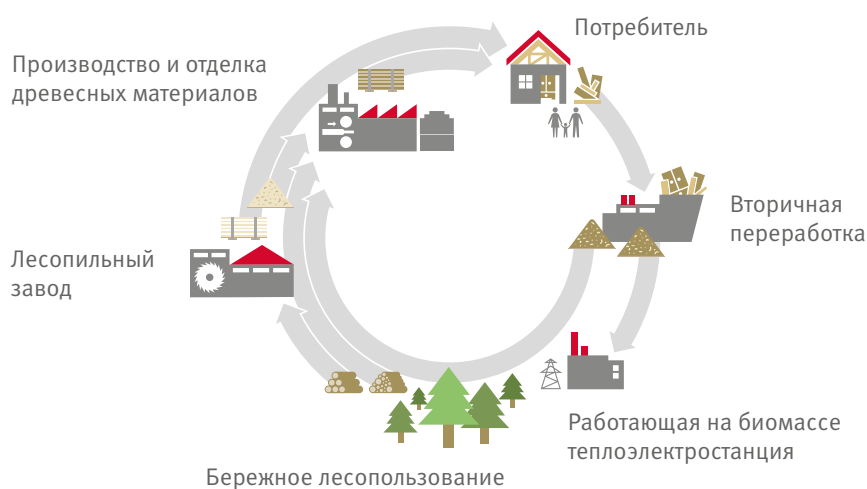 Потребитель
Производство и отделка
древесных материалов
Вторичная
переработка
Лесопильный
завод
Работающая на биомассе
теплоэлектростанция
Бережное лесопользование